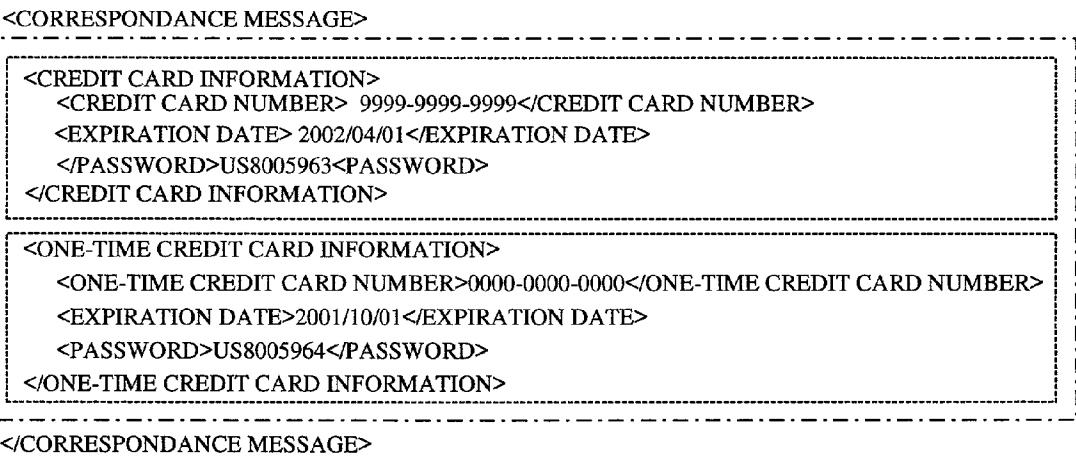 <CORRESPONDANCE MESSAGE>
<CREDIT CARD INFORMATION>
<CREDIT CARD NUMBER> 9999-9999-9999</CREDIT CARD NUMBER>
<EXPIRATION DATE> 2002/04/01</EXPIRATION DATE>
</PASSWORD>US8005963<PASSWORD>
</CREDIT CARD INFORMATION>
<ONE-TIME CREDIT CARD INFORMATION>
<ONE-TIME CREDIT CARD NUMBER>0000-0000-0000</ONE-TIME CREDIT CARD NUMBER>
<EXPIRATION DATE>2001/10/01</EXPIRATION DATE>
<PASSWORD>US8005964</PASSWORD>
</ONE-TIME CREDIT CARD INFORMATION>
</CORRESPONDANCE MESSAGE>